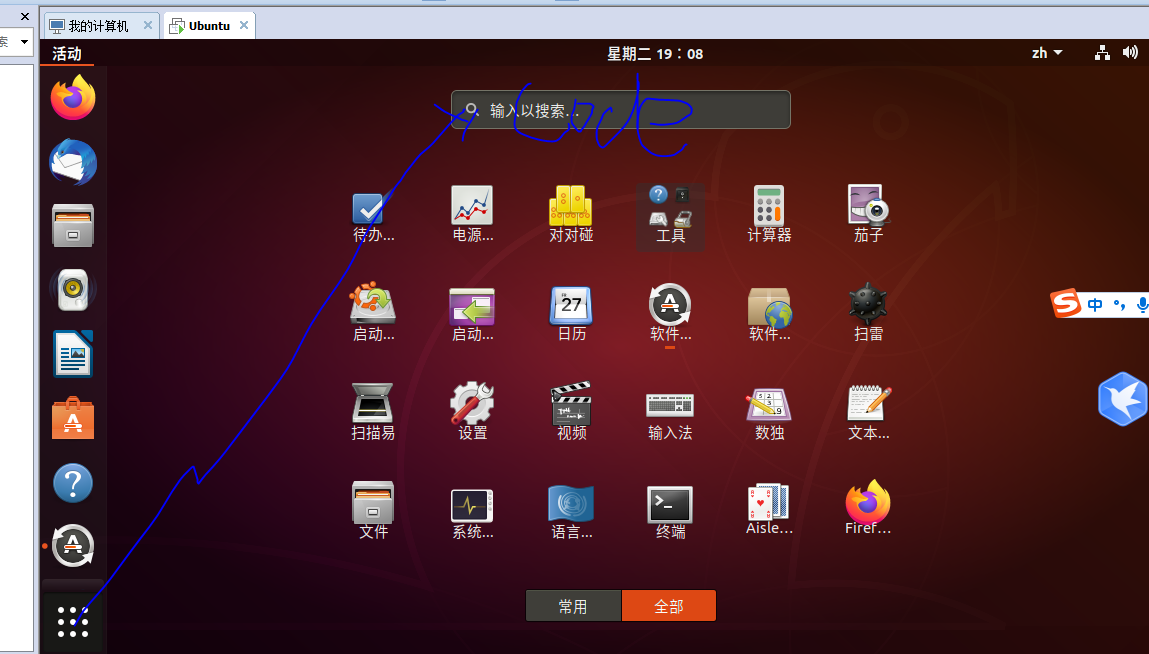 我的计算机
Ubuntu
索
活动
星期二 19：08
zh
输入以搜索...
Code
待办...
电源...
对对碰
工具
计算器
茄子
启动...
启动...
27
日历
软件...
软件...
扫雷
中
扫描易
设置
视频
输入法
数独
文本...
文件
系统...
语言...
终端
Aisle...
Firef...
常用
全部